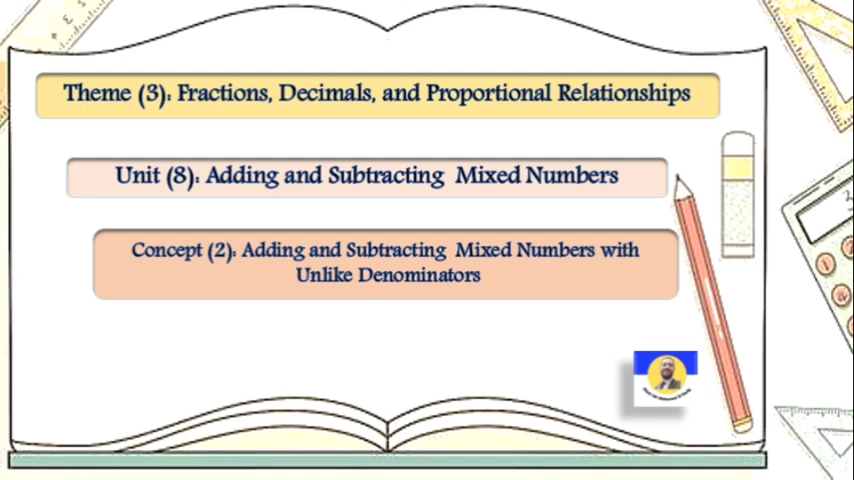 Theme (3): Fractions, Decimals, and Proportional Relationships
Unit (8): Adding and Subtracting Mixed Numbers
Concept (2): Adding and Subtracting Mixed Numbers with
Unlike Denominators